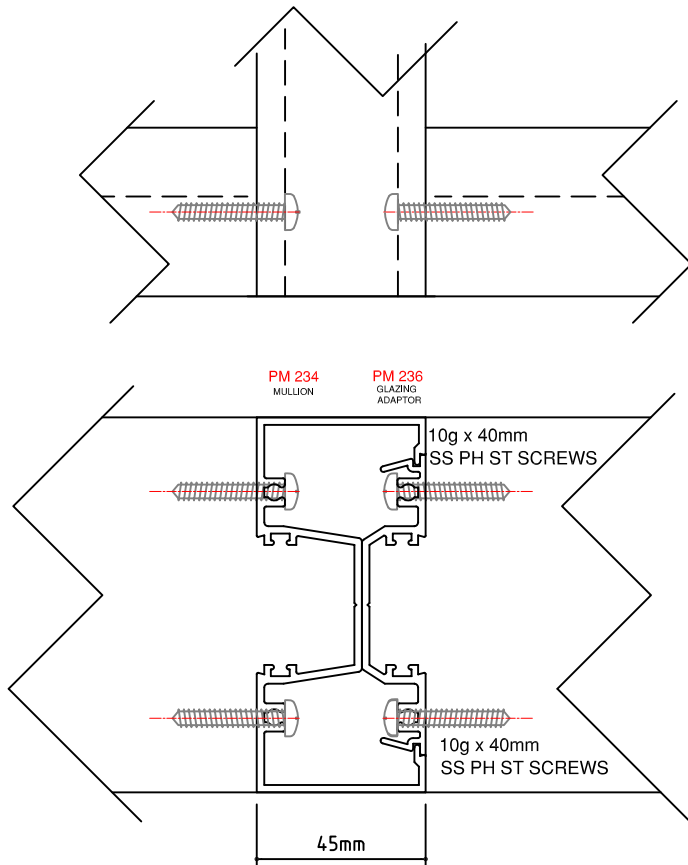 PM 234
MULLION
PM 236
GLAZING
ADAPTOR
10g x 40mm
SS PH ST SCREWS
10g x 40mm
SS PH ST SCREWS
45mm